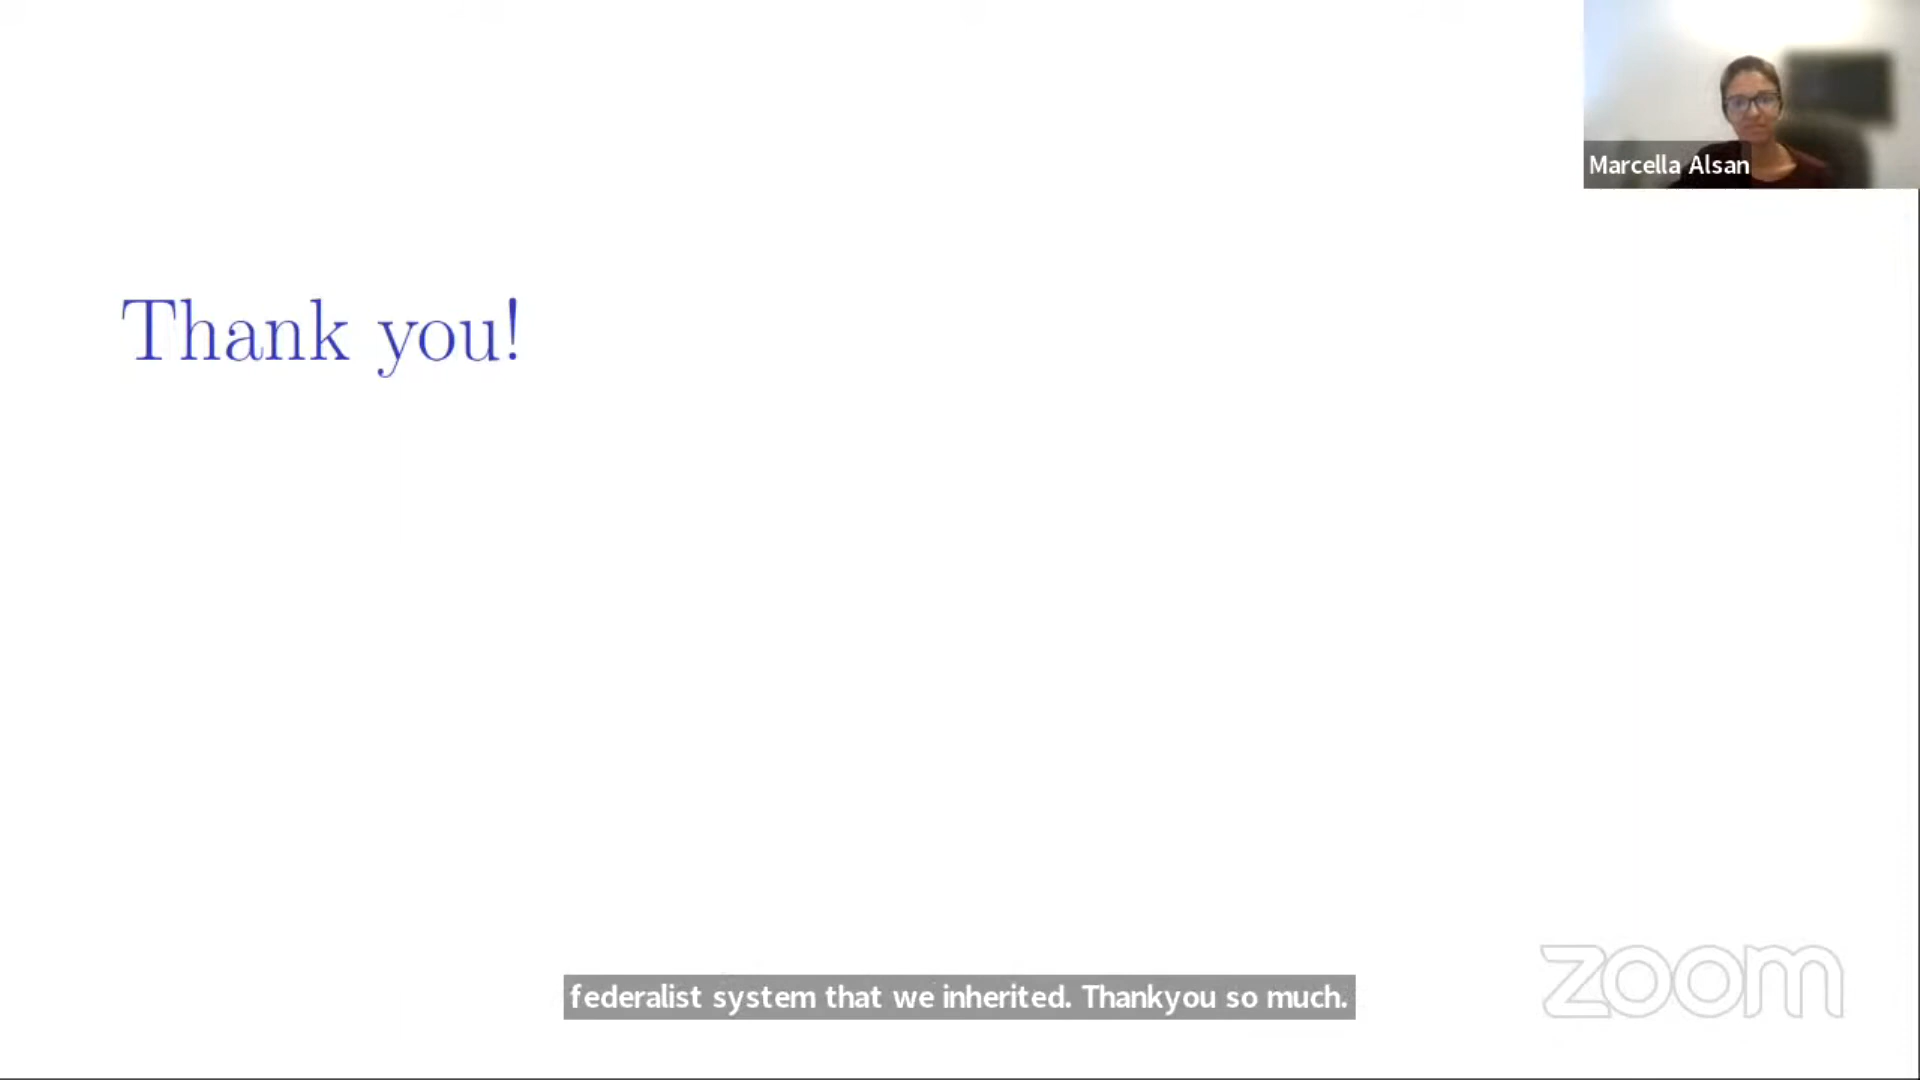 Marcella Alsan
Thank you!
federalist system that we inherited. Thankyou so much.
zoom